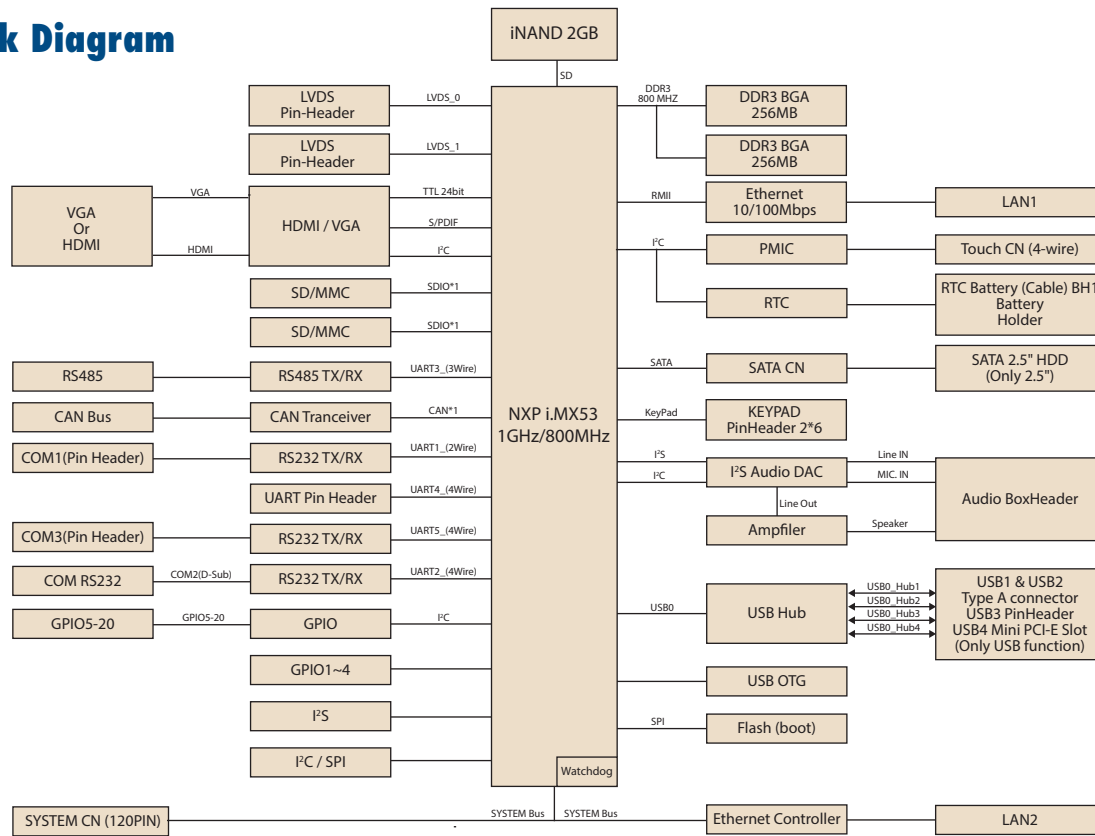 k Diagram
iNAND 2GB
SD
LVDS
Pin-Header
LVDS_0
LVDS
Pin-Header
LVDS_1
VGA
Or
HDMI
VGA
HDMI
HDMI / VGA
TTL 24bit
S/PDIF
I²C
SD/MMC
SDIO*1
SD/MMC
SDIO*1
RS485
RS485 TX/RX
UART3_(3Wire)
CAN Bus
CAN Tranceiver
CAN*1
COM1(Pin Header)
RS232 TX/RX
UART1_(2Wire)
UART Pin Header
UART4_(4Wire)
COM3(Pin Header)
RS232 TX/RX
UART5_(4Wire)
COM RS232
COM2(D-Sub)
RS232 TX/RX
UART2_(4Wire)
GPIO5-20
GPIO5-20
GPIO
I²C
GPIO1~4
I²S
I²C / SPI
NXP i.MX53
1GHz/800MHz
Watchdog
DDR3
800 MHZ
DDR3 BGA
256MB
DDR3 BGA
256MB
RMII
Ethernet
10/100Mbps
LAN1
I²C
PMIC
Touch CN (4-wire)
RTC
RTC Battery (Cable) BH1
Battery
Holder
SATA
SATA CN
SATA 2.5" HDD
(Only 2.5")
KeyPad
KEYPAD
PinHeader 2*6
I²S
I²C
I²S Audio DAC
Line IN
MIC. IN
Line Out
Ampfiler
Speaker
Audio BoxHeader
USB0
USB Hub
USB0_Hub1
USB0_Hub2
USB0_Hub3
USB0_Hub4
USB1 & USB2
Type A connector
USB3 PinHeader
USB4 Mini PCI-E Slot
(Only USB function)
USB OTG
SPI
Flash (boot)
SYSTEM CN (120PIN)
SYSTEM Bus
SYSTEM Bus
Ethernet Controller
LAN2